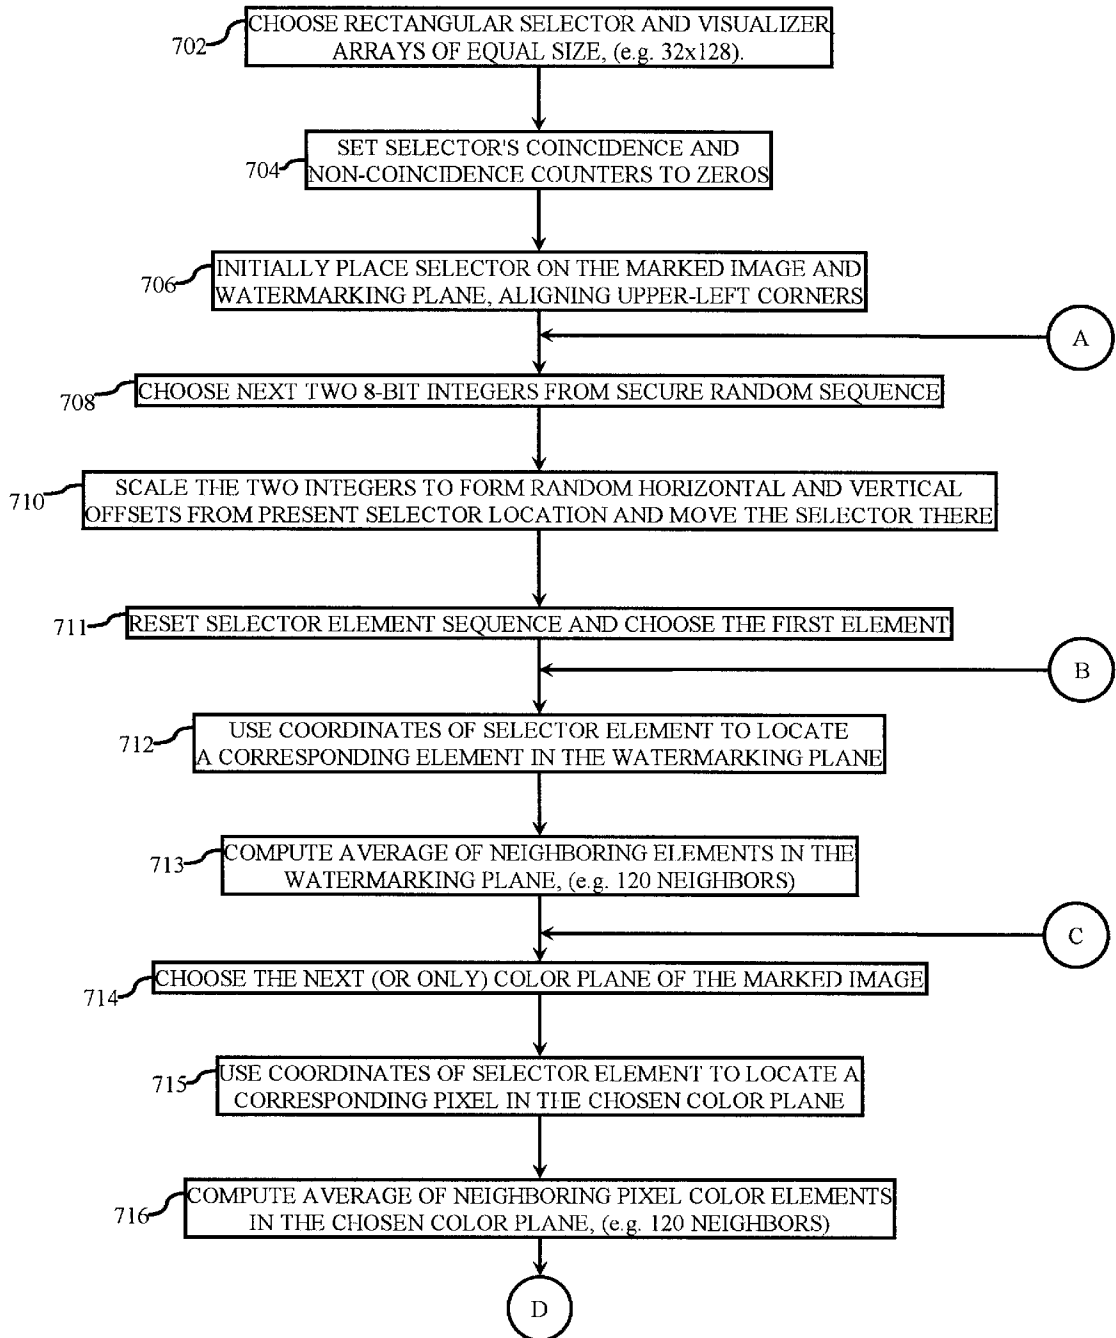 702
CHOOSE RECTANGULAR SELECTOR AND VISUALIZER
ARRAYS OF EQUAL SIZE, (e.g. 32x128).
704
SET SELECTOR'S COINCIDENCE AND
NON-COINCIDENCE COUNTERS TO ZEROS
706
INITIALLY PLACE SELECTOR ON THE MARKED IMAGE AND
WATERMARKING PLANE, ALIGNING UPPER-LEFT CORNERS
A
708
CHOOSE NEXT TWO 8-BIT INTEGERS FROM SECURE RANDOM SEQUENCE
710
SCALE THE TWO INTEGERS TO FORM RANDOM HORIZONTAL AND VERTICAL
OFFSETS FROM PRESENT SELECTOR LOCATION AND MOVE THE SELECTOR THERE
711
RESET SELECTOR ELEMENT SEQUENCE AND CHOOSE THE FIRST ELEMENT
B
712
USE COORDINATES OF SELECTOR ELEMENT TO LOCATE
A CORRESPONDING ELEMENT IN THE WATERMARKING PLANE
713
COMPUTE AVERAGE OF NEIGHBORING ELEMENTS IN THE
WATERMARKING PLANE, (e.g. 120 NEIGHBORS)
C
714
CHOOSE THE NEXT (OR ONLY) COLOR PLANE OF THE MARKED IMAGE
715
USE COORDINATES OF SELECTOR ELEMENT TO LOCATE A
CORRESPONDING PIXEL IN THE CHOSEN COLOR PLANE
716
COMPUTE AVERAGE OF NEIGHBORING PIXEL COLOR ELEMENTS
IN THE CHOSEN COLOR PLANE, (e.g. 120 NEIGHBORS)
D